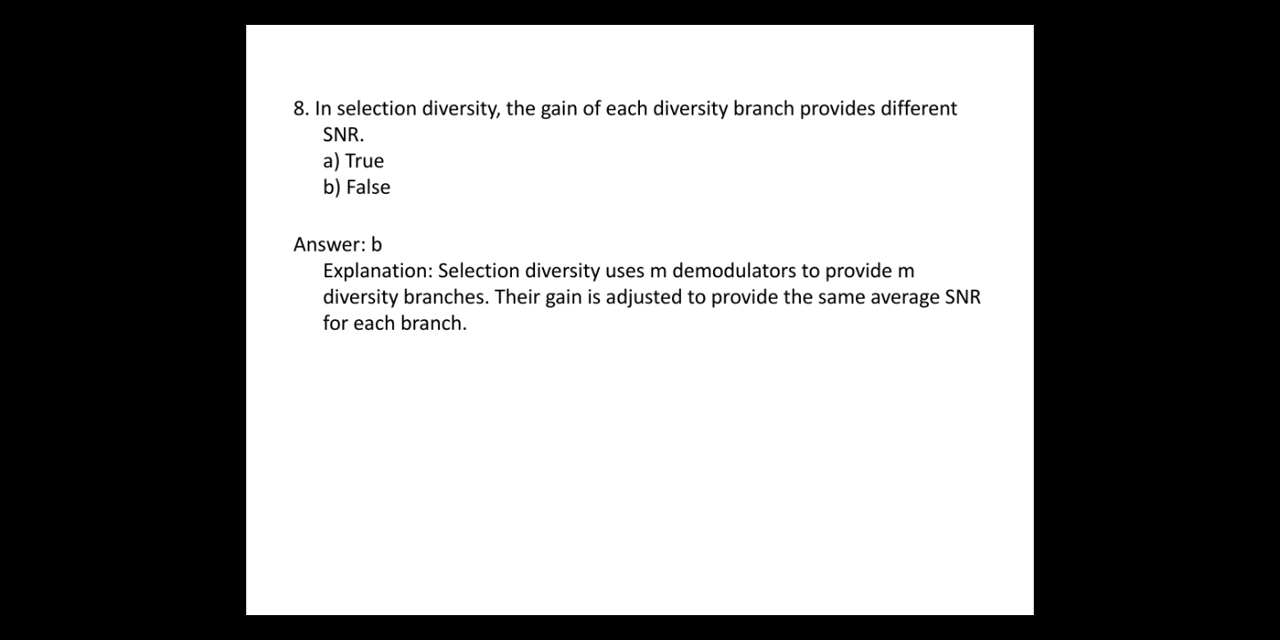 8. In selection diversity, the gain of each diversity branch provides different
SNR.
a) True
b) False
Answer: b
Explanation: Selection diversity uses m demodulators to provide m
diversity branches. Their gain is adjusted to provide the same average SNR
for each branch.